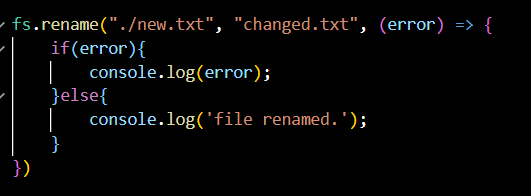 fs.rename("./new.txt", "changed.txt", (error) => {
    if(error){
        console.log(error);
    }else{
        console.log('file renamed.');
    }
})